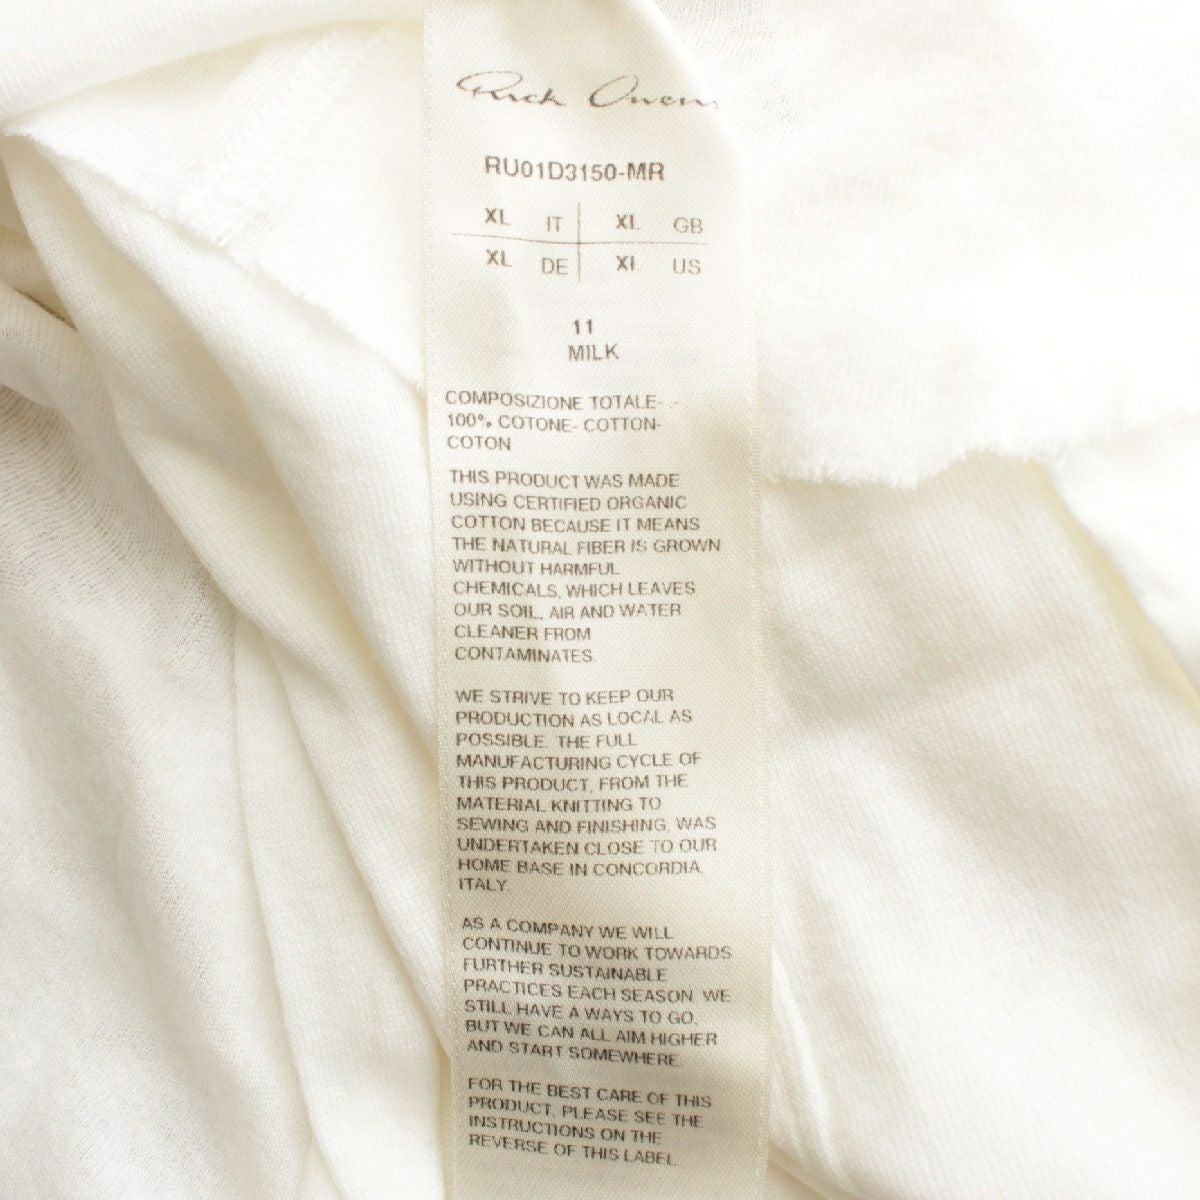 Rick Owens
RU01D3150-MR
XL IT XL GB
XL DE XL US
11
MILK
COMPOSIZIONE TOTALE-
100% COTONE- COTTON-
COTON
THIS PRODUCT WAS MADE
USING CERTIFIED ORGANIC
COTTON BECAUSE IT MEANS
THE NATURAL FIBER IS GROWN
WITHOUT HARMFUL
CHEMICALS, WHICH LEAVES
OUR SOIL, AIR AND WATER
CLEANER FROM
CONTAMINATES.
WE STRIVE TO KEEP OUR
PRODUCTION AS LOCAL AS
POSSIBLE. THE FULL
MANUFACTURING CYCLE OF
THIS PRODUCT, FROM THE
MATERIAL KNITTING TO
SEWING AND FINISHING, WAS
UNDERTAKEN CLOSE TO OUR
HOME BASE IN CONCORDIA.
ITALY.
AS A COMPANY WE WILL
CONTINUE TO WORK TOWARDS
FURTHER SUSTAINABLE
PRACTICES EACH SEASON. WE
STILL HAVE A WAYS TO GO,
BUT WE CAN ALL AIM HIGHER
AND START SOMEWHERE.
FOR THE BEST CARE OF THIS
PRODUCT, PLEASE SEE THE
INSTRUCTIONS ON THE
REVERSE OF THIS LABEL.